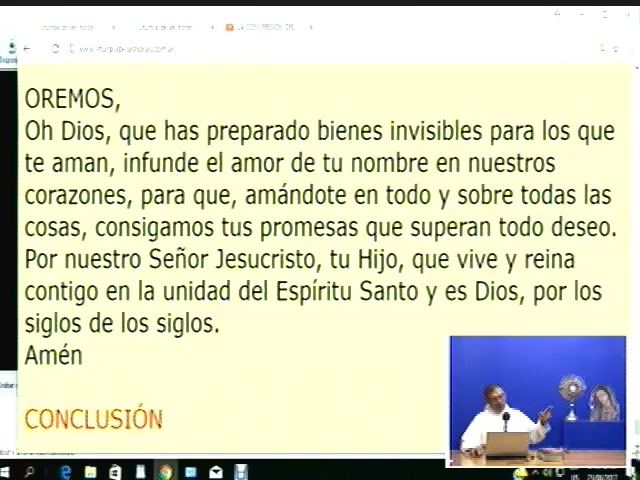 OREMOS,
Oh Dios, que has preparado bienes invisibles para los que
te aman, infunde el amor de tu nombre en nuestros
corazones, para que, amándote en todo y sobre todas las
cosas, consigamos tus promesas que superan todo deseo.
Por nuestro Señor Jesucristo, tu Hijo, que vive y reina
contigo en la unidad del Espíritu Santo y es Dios, por los
siglos de los siglos.
Amén
CONCLUSIÓN